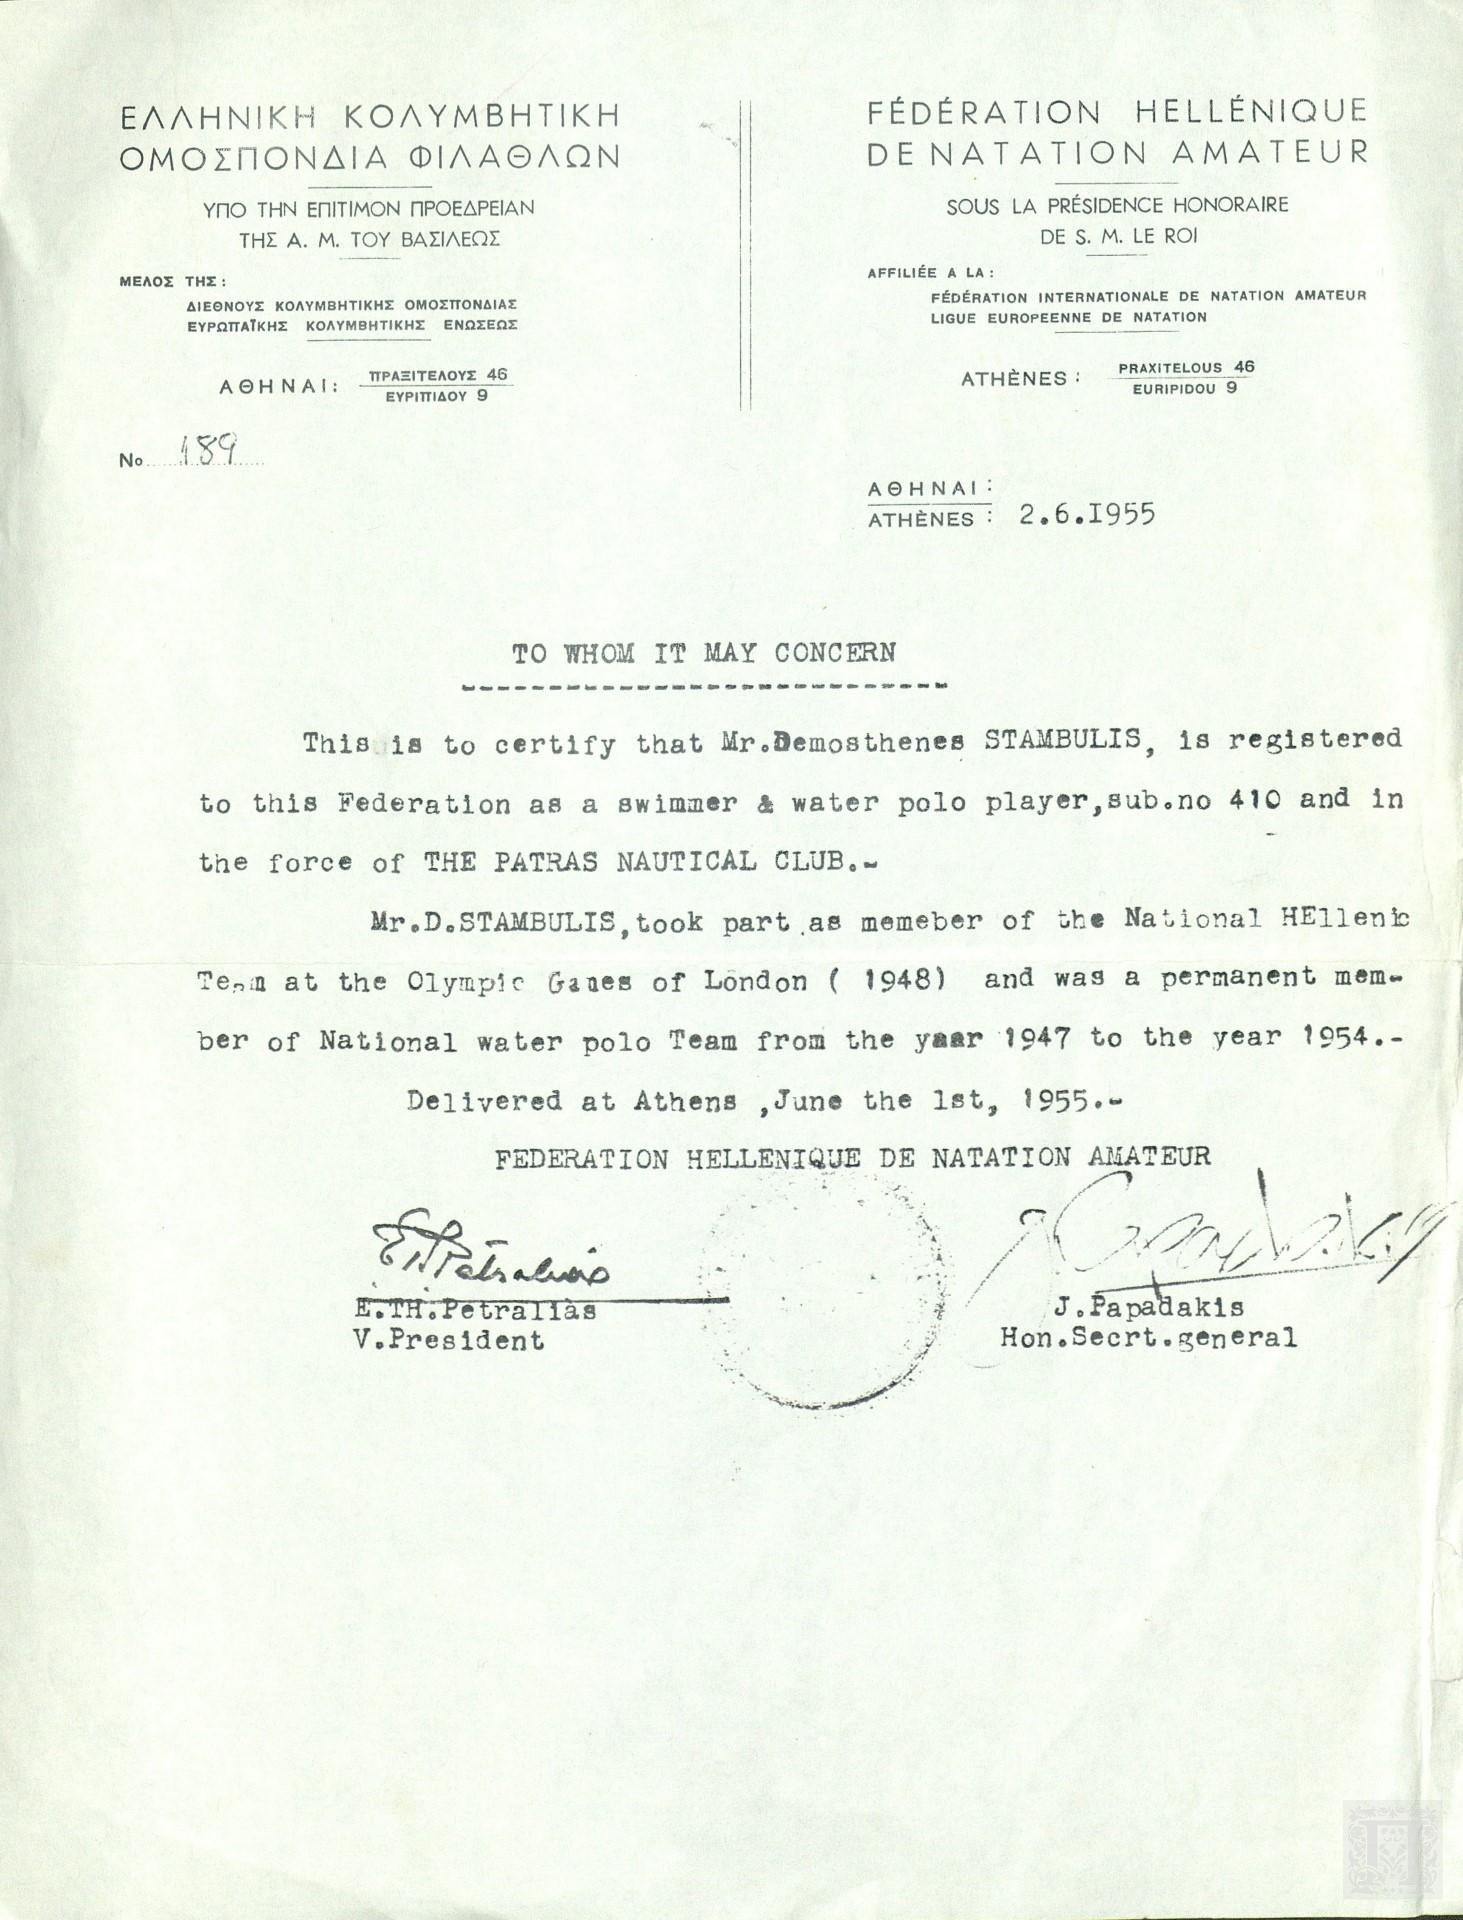 ΕΛΛΗΝΙΚΗ ΚΟΛΥΜΒΗΤΙΚΗ
ΟΜΟΣΠΟΝΔΙΑ ΦΙΛΑΘΛΩΝ
ΥΠΟ ΤΗΝ ΕΠΙΤΙΜΟΝ ΠΡΟΕΔΡΕΙΑΝ
ΤΗΣ Α. Μ. ΤΟΥ ΒΑΣΙΛΕΩΣ
ΜΕΛΟΣ ΤΗΣ:
ΔΙΕΘΝΟΥΣ ΚΟΛΥΜΒΗΤΙΚΗΣ ΟΜΟΣΠΟΝΔΙΑΣ
ΕΥΡΩΠΑΪΚΗΣ ΚΟΛΥΜΒΗΤΙΚΗΣ ΕΝΩΣΕΩΣ
ΑΘΗΝΑΙ: ΠΡΑΞΙΤΕΛΟΥΣ 46
ΕΥΡΙΠΙΔΟΥ 9
No 189
FÉDÉRATION HELLÉNIQUE
DE NATATION AMATEUR
SOUS LA PRÉSIDENCE HONORAIRE
DE S. M. LE ROI
AFFILIÉE A LA:
FÉDÉRATION INTERNATIONALE DE NATATION AMATEUR
LIGUE EUROPEENNE DE NATATION
ATHÈNES: PRAXITELOUS 46
EURIPIDOU 9
ΑΘΗΝΑΙ:
ATHÈNES: 2.6.I955
TO WHOM IT MAY CONCERN
This is to certify that Mr.Demosthenes STAMBULIS, is registered
to this Federation as a swimmer & water polo player,sub.no 410 and in
the force of THE PATRAS NAUTICAL CLUB.-
Mr.D.STAMBULIS,took part as memeber of the National HEllenic
Team at the Olympic Games of London ( 1948) and was a permanent mem-
ber of National water polo Team from the yaar 1947 to the year 1954.-
Delivered at Athens ,June the 1st, 1955.-
FEDERATION HELLENIQUE DE NATATION AMATEUR
E.TH.Petraliàs
V.President
J.Papadakis
Hon.Secrt.general